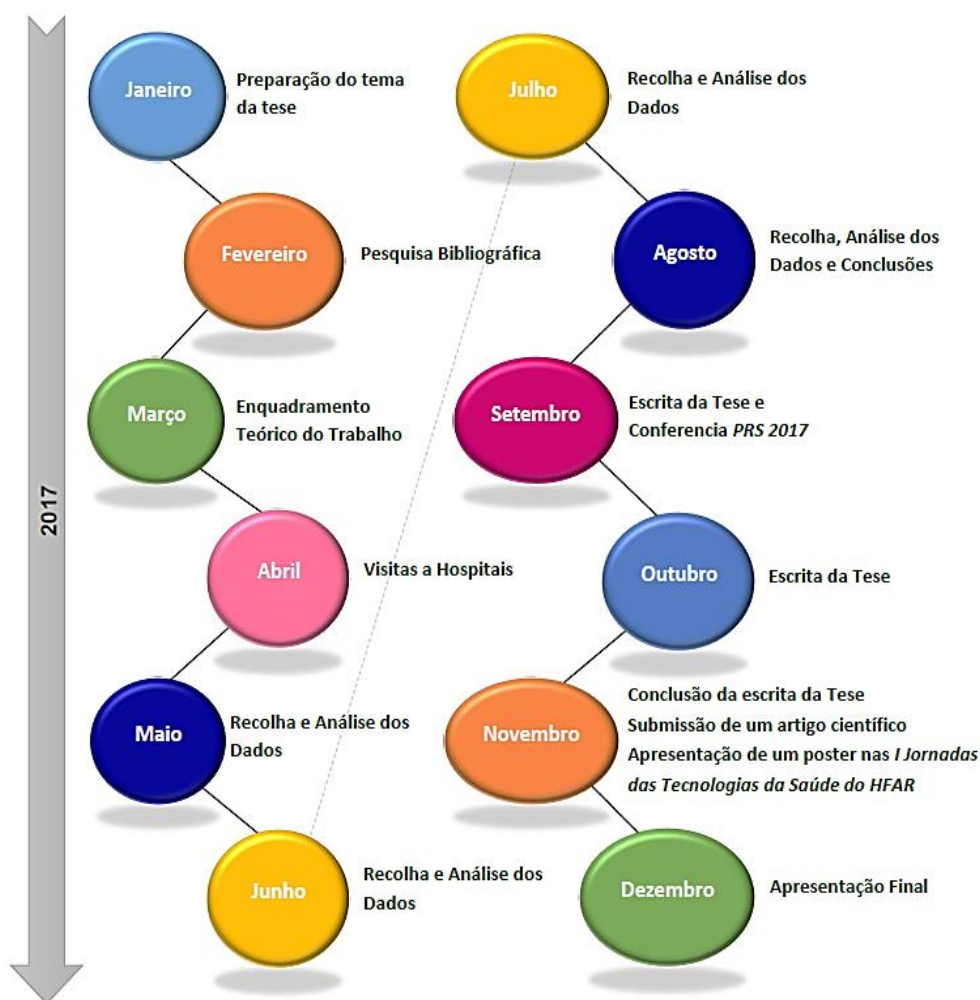 2017
Janeiro
Preparação do tema
da tese
Fevereiro
Pesquisa Bibliográfica
Março
Enquadramento
Teórico do Trabalho
Abril
Visitas a Hospitais
Maio
Recolha e Análise dos
Dados
Junho
Recolha e Análise dos
Dados
Julho
Recolha e Análise dos
Dados
Agosto
Recolha, Análise dos
Dados e Conclusões
Setembro
Escrita da Tese e
Conferencia PRS 2017
Outubro
Escrita da Tese
Novembro
Conclusão da escrita da Tese
Submissão de um artigo científico
Apresentação de um poster nas I Jornadas
das Tecnologias da Saúde do HFAR
Dezembro
Apresentação Final